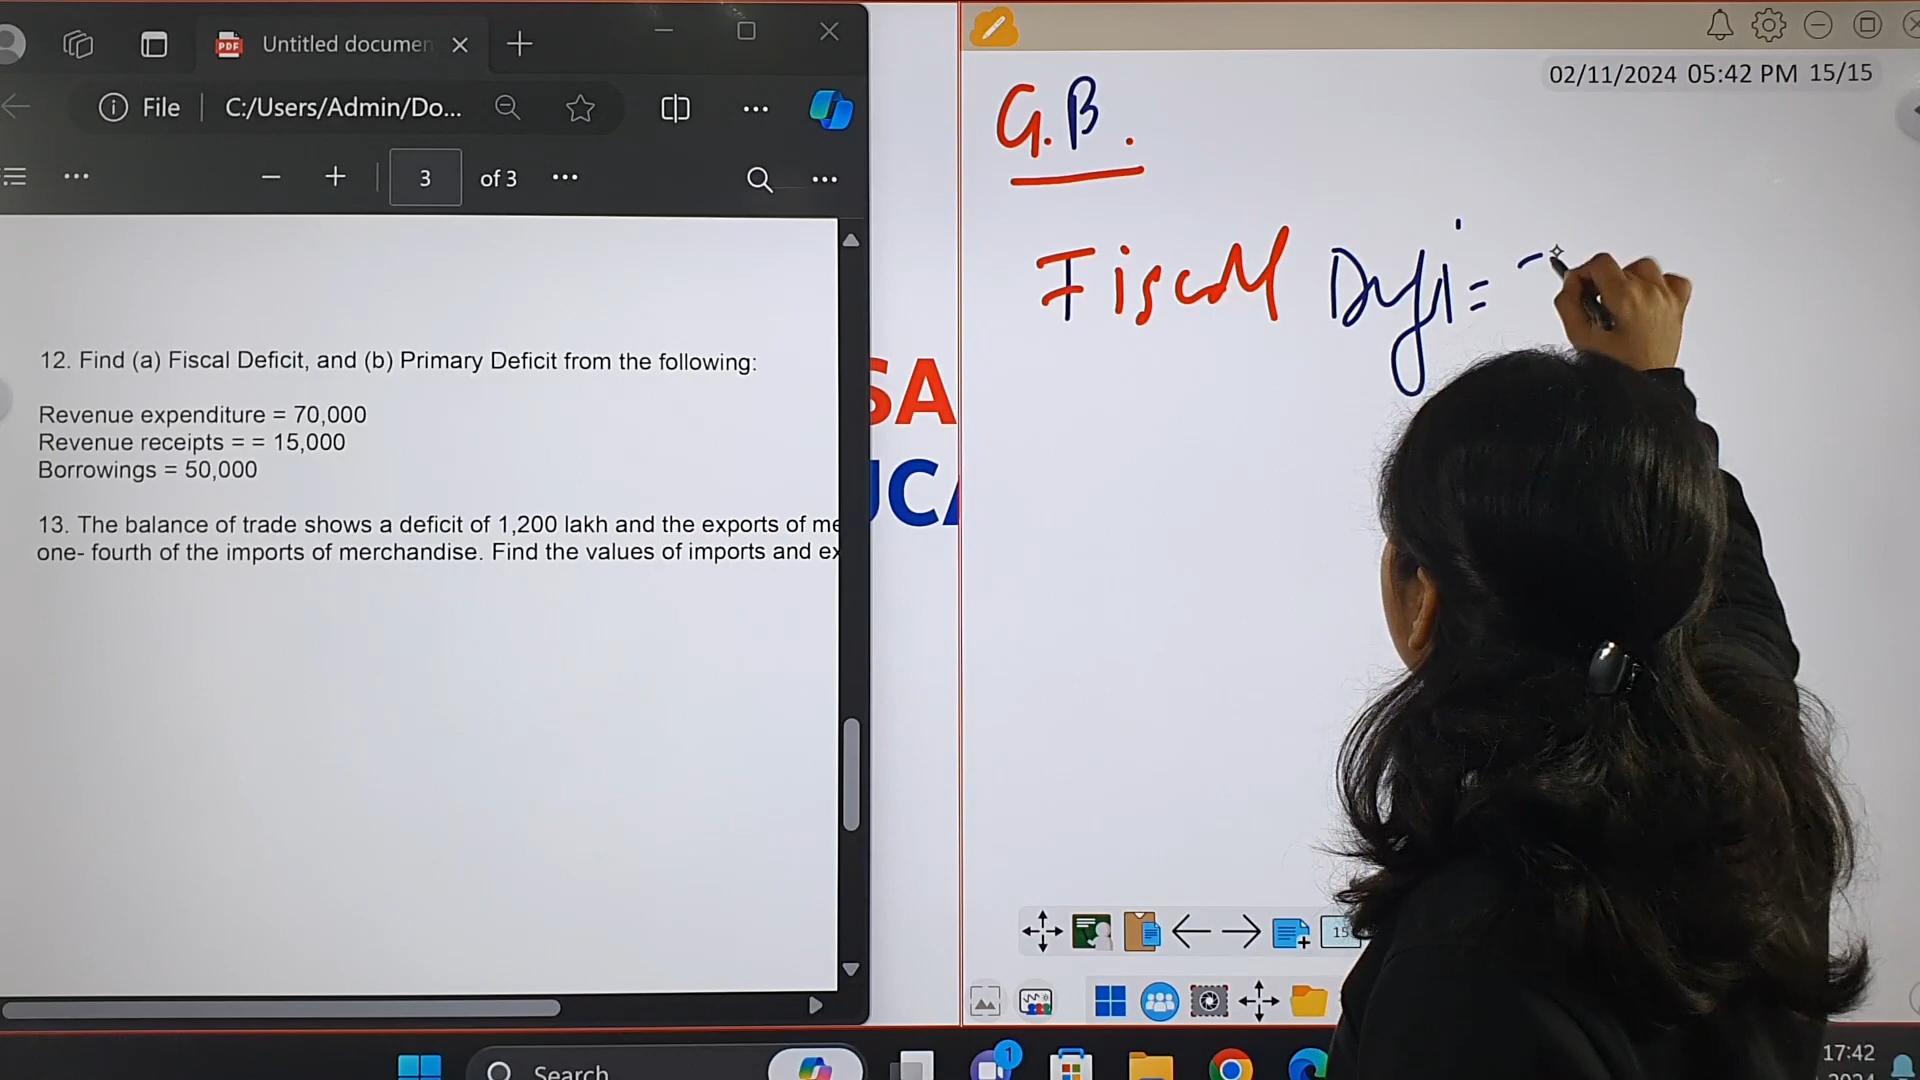 Untitled documen
File
C:/Users/Admin/Do...
3
of 3
12. Find (a) Fiscal Deficit, and (b) Primary Deficit from the following:
Revenue expenditure = 70,000
Revenue receipts = = 15,000
Borrowings = 50,000
13. The balance of trade shows a deficit of 1,200 lakh and the exports of me
one- fourth of the imports of merchandise. Find the values of imports and ex
SA
UCA
02/11/2024 05:42 PM 15/15
G.B.
Fiscal Defi =
15
Search
1
17:42